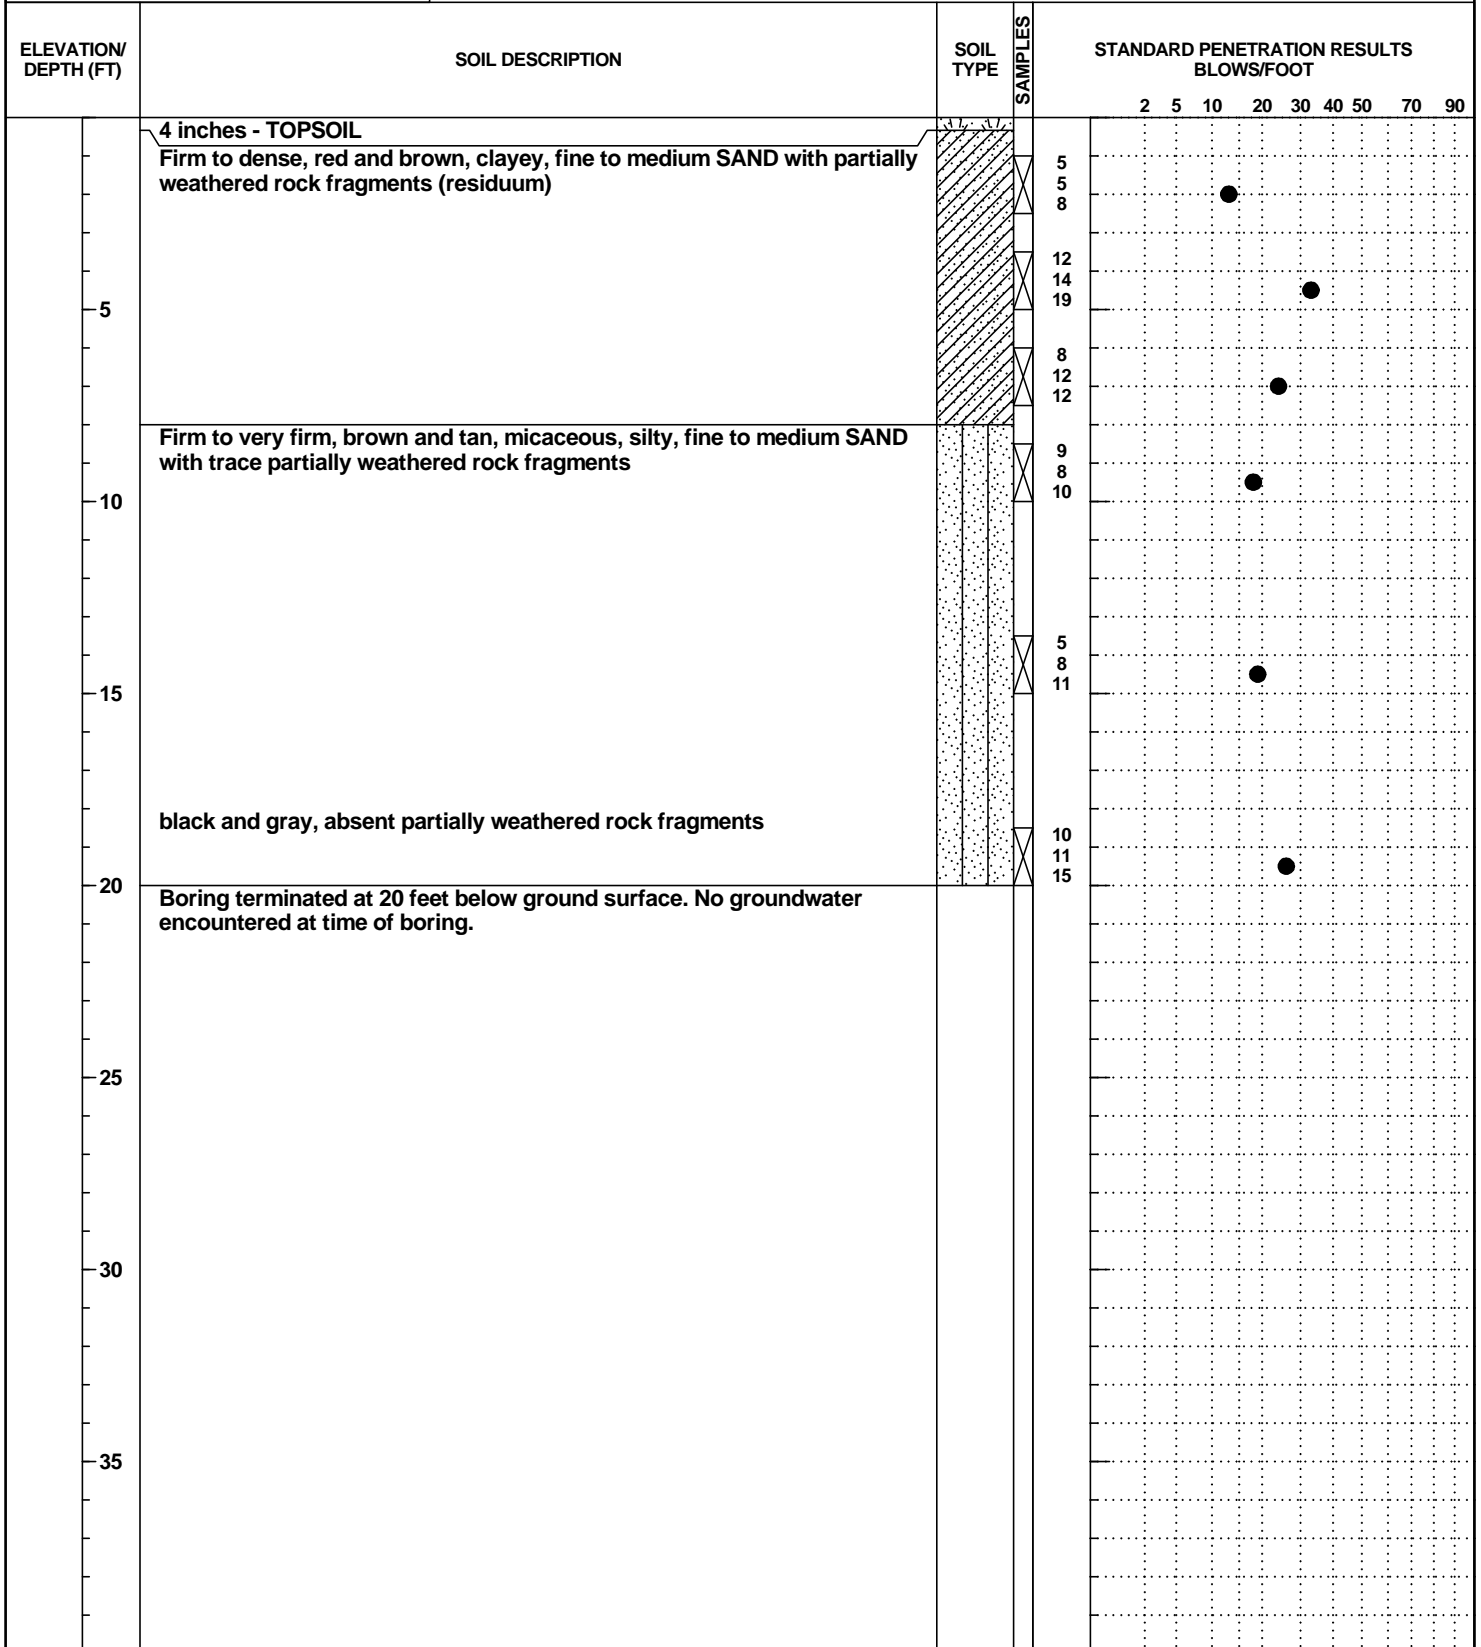 ELEVATION/
DEPTH (FT)
SOIL DESCRIPTION
SOIL
TYPE
SAMPLES
STANDARD PENETRATION RESULTS
BLOWS/FOOT
2 5 10 20 30 40 50 70 90
4 inches - TOPSOIL
Firm to dense, red and brown, clayey, fine to medium SAND with partially
weathered rock fragments (residuum)
5
5
8
12
14
19
5
8
12
12
Firm to very firm, brown and tan, micaceous, silty, fine to medium SAND
with trace partially weathered rock fragments
9
8
10
10
5
8
11
15
black and gray, absent partially weathered rock fragments
10
11
15
20
Boring terminated at 20 feet below ground surface. No groundwater
encountered at time of boring.
25
30
35